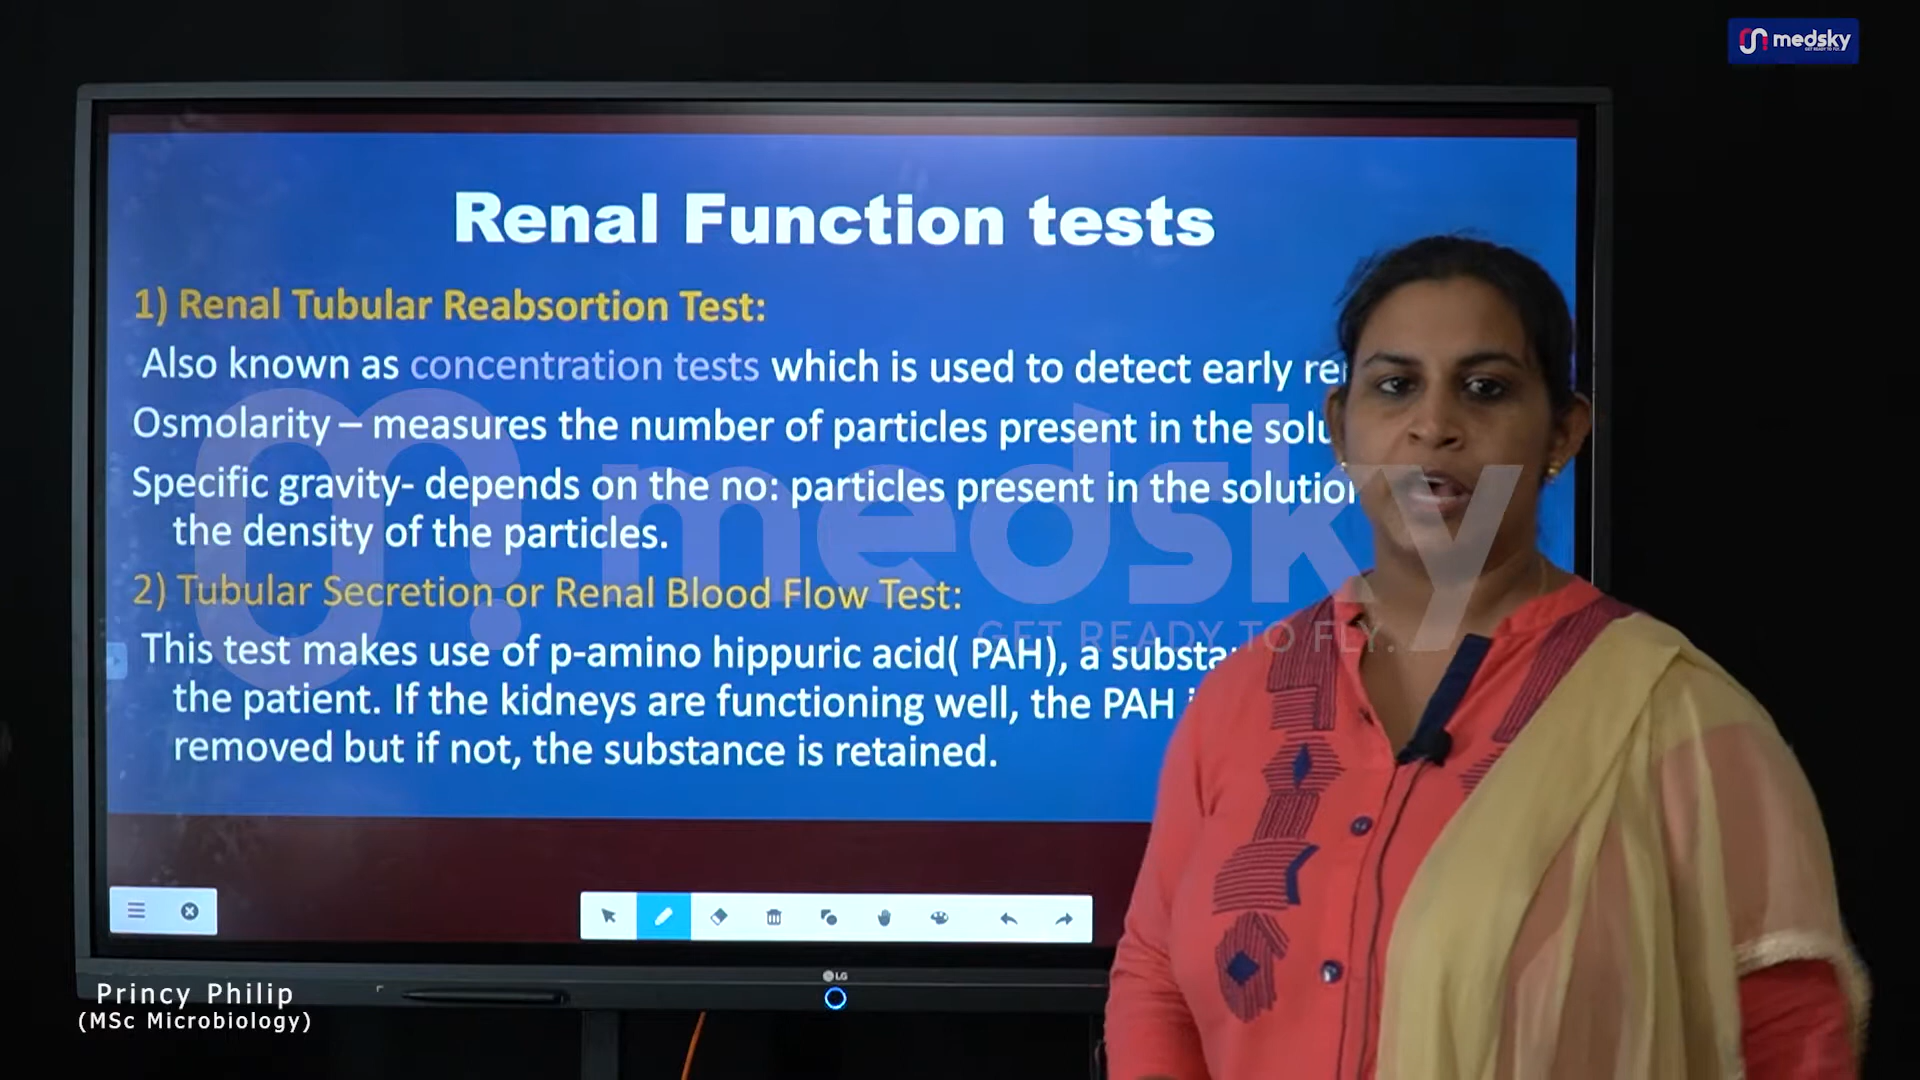 medsky
GET READY TO FLY.
Renal Function tests
1) Renal Tubular Reabsortion Test:
Also known as concentration tests which is used to detect early
Osmolarity – measures the number of particles present in the
Specific gravity- depends on the no: particles present in the
the density of the particles.
2) Tubular Secretion or Renal Blood Flow Test:
This test makes use of p-amino hippuric acid( PAH), a
the patient. If the kidneys are functioning well, the PAH
removed but if not, the substance is retained.
medsky
GET READY TO FLY.
LG
Princy Philip
(MSc Microbiology)